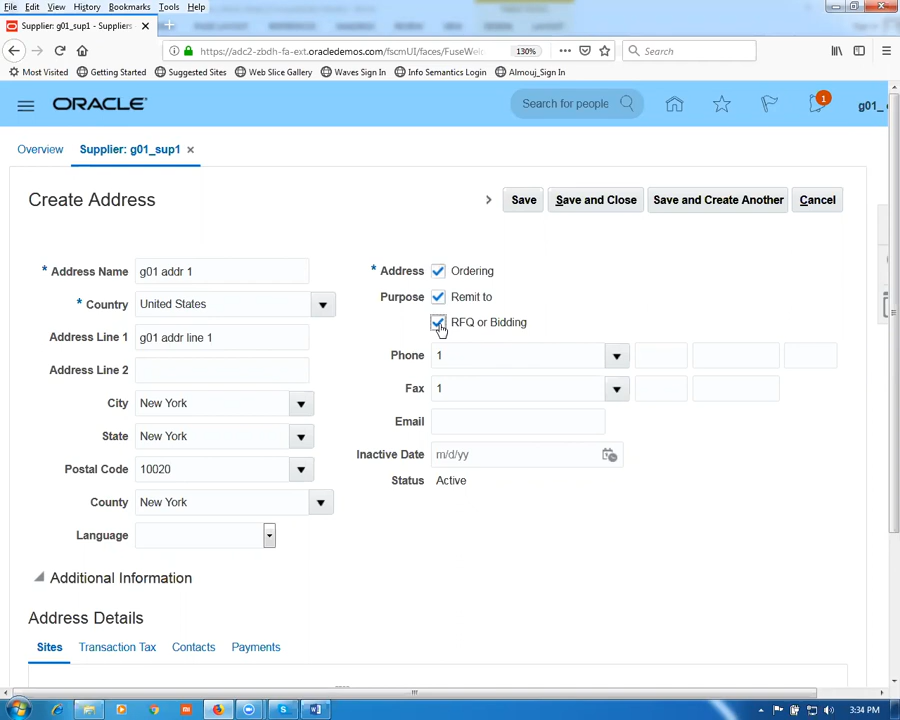 File Edit View History Bookmarks Tools Help
Supplier: g01_sup1 - Suppliers
https://adc2-zbdh-fa-ext.oracledemos.com/fscmUI/faces/FuseWelc 130% Search
Most Visited Getting Started Suggested Sites Web Slice Gallery Waves Sign In Info Semantics Login Almouj_Sign In
ORACLE Search for people 1 g01_
Overview Supplier: g01_sup1
Create Address Save Save and Close Save and Create Another Cancel
* Address Name g01 addr 1
* Country United States
Address Line 1 g01 addr line 1
Address Line 2
City New York
State New York
Postal Code 10020
County New York
Language
* Address Purpose Ordering
Remit to
RFQ or Bidding
Phone 1
Fax 1
Email
Inactive Date m/d/yy
Status Active
Additional Information
Address Details
Sites Transaction Tax Contacts Payments
3:34 PM